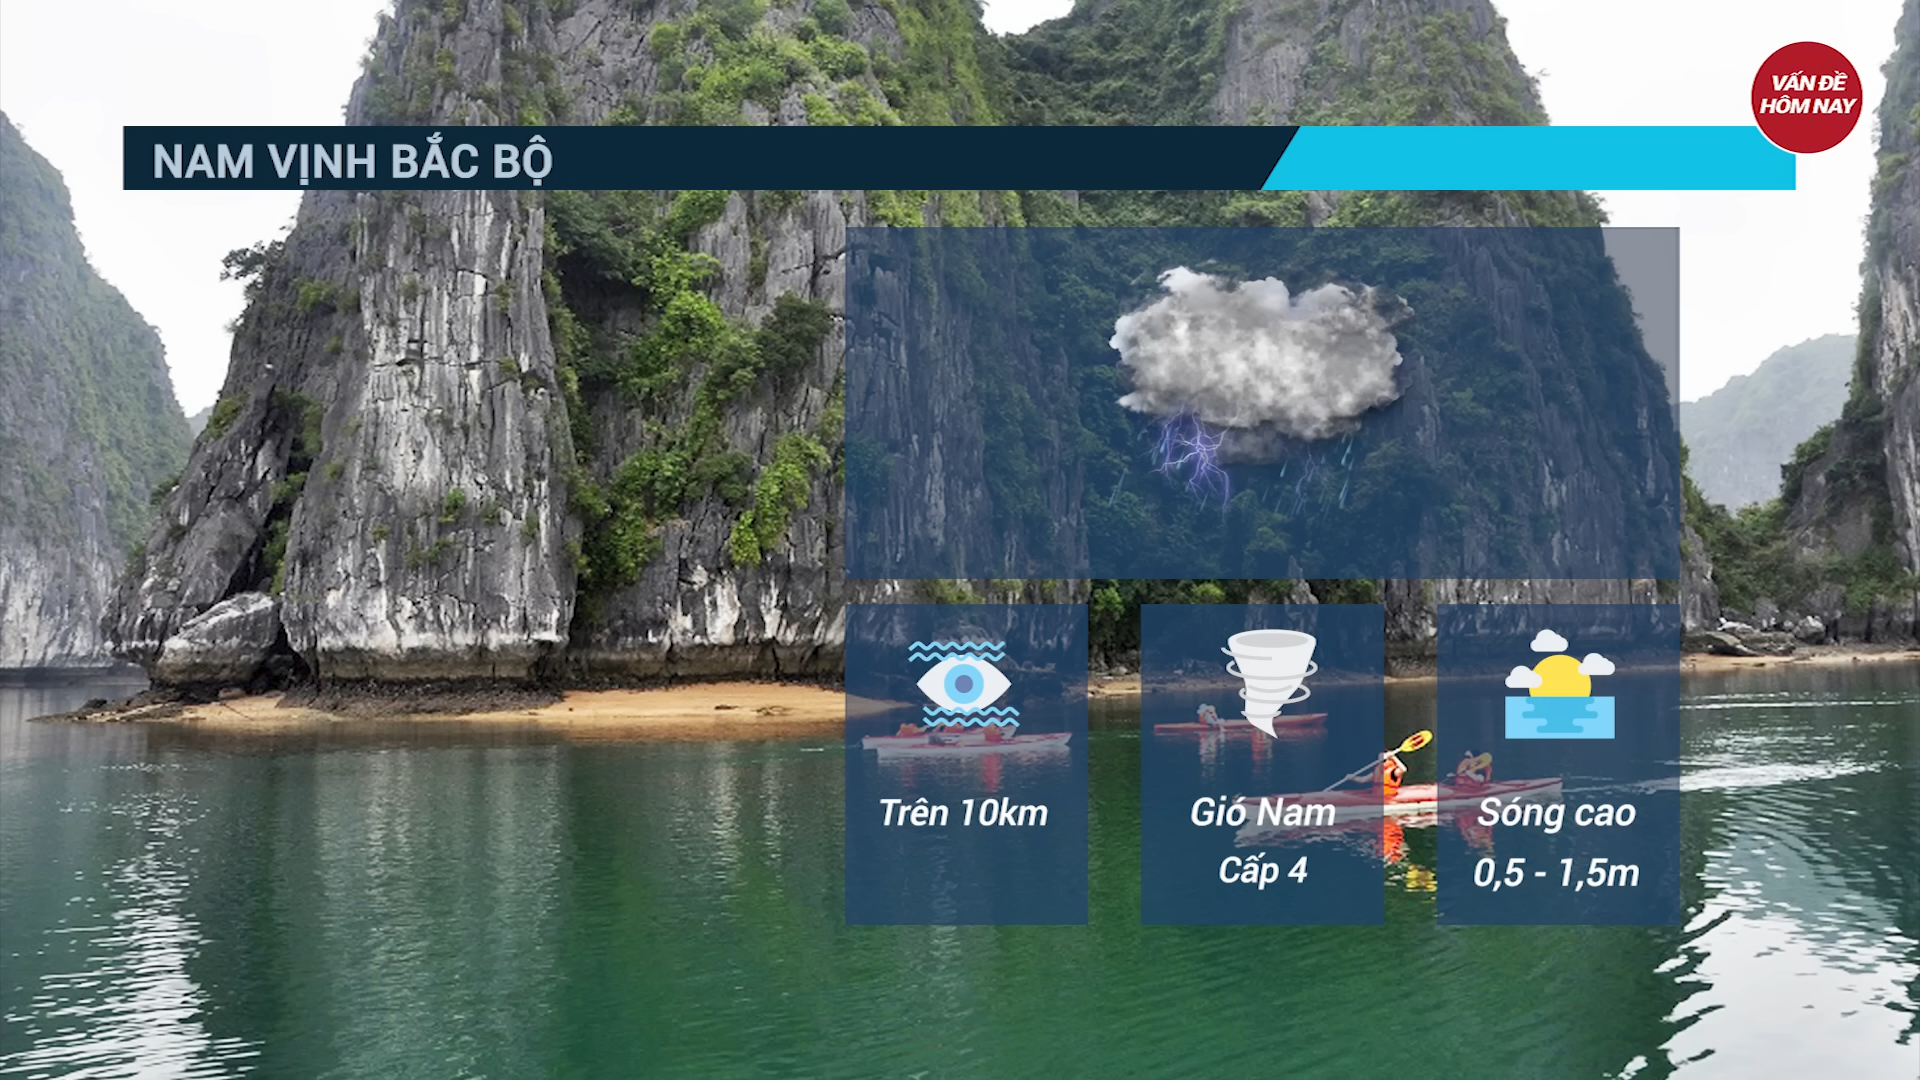 VẤN ĐỀ
HÔM NAY
NAM VỊNH BẮC BỘ
Trên 10km
Gió Nam
Cấp 4
Sóng cao
0,5 - 1,5m